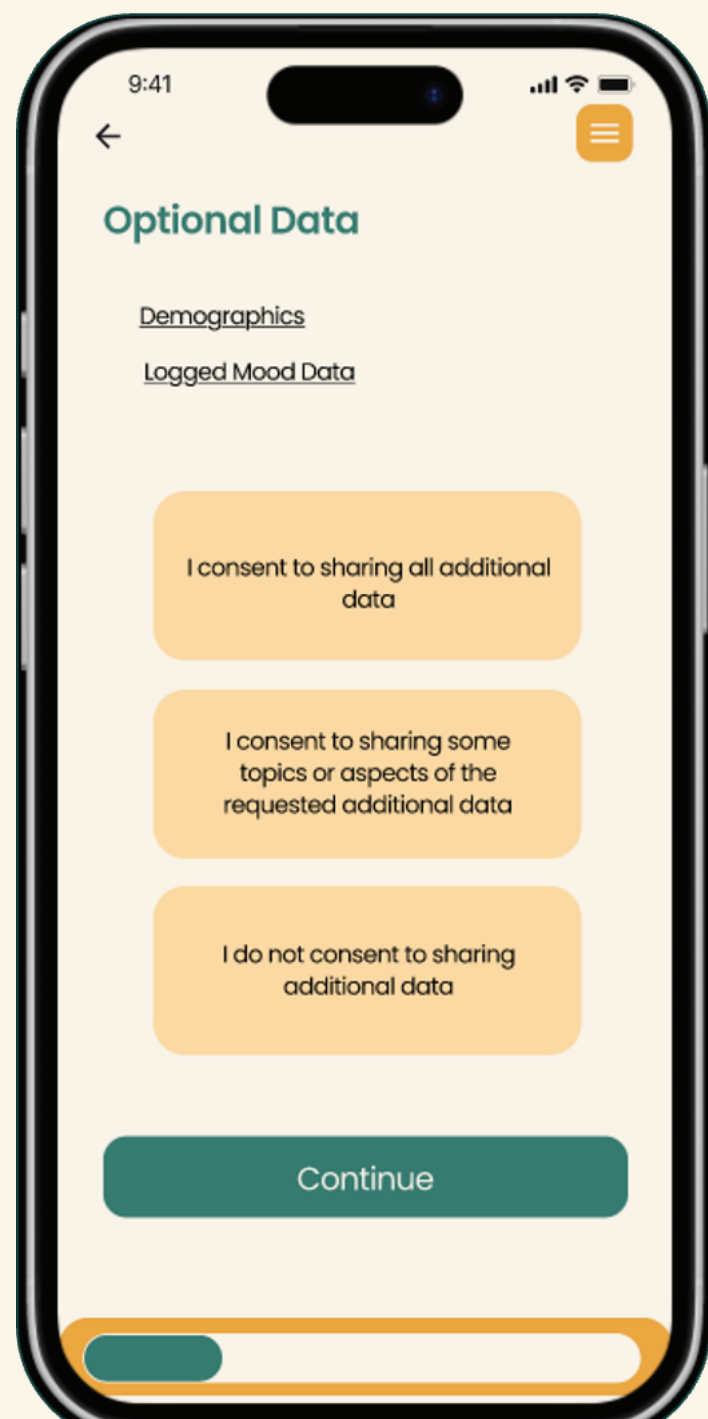 9:41
Optional Data
Demographics
Logged Mood Data
I consent to sharing all additional
data
I consent to sharing some
topics or aspects of the
requested additional data
I do not consent to sharing
additional data
Continue